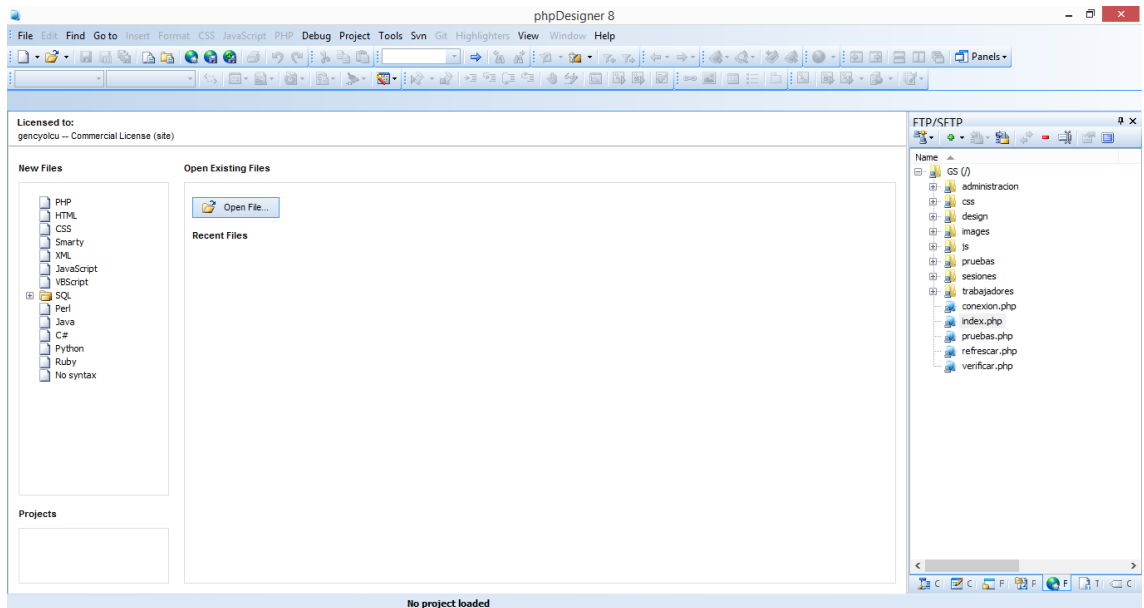 phpDesigner 8
File Edit Find Go to Insert Format CSS JavaScript PHP Debug Project Tools Svn Git Highlighters View Window Help
Panels
Licensed to:
gencyolcu -- Commercial License (site)
New Files
PHP
HTML
CSS
Smarty
XML
JavaScript
VBScript
SQL
Perl
Java
C#
Python
Ruby
No syntax
Projects
Open Existing Files
Open File...
Recent Files
FTP/SFTP
Name
GS (/)
administracion
css
design
images
js
pruebas
sesiones
trabajadores
conexion.php
index.php
pruebas.php
refrescar.php
verificar.php
C C F F F T C
No project loaded